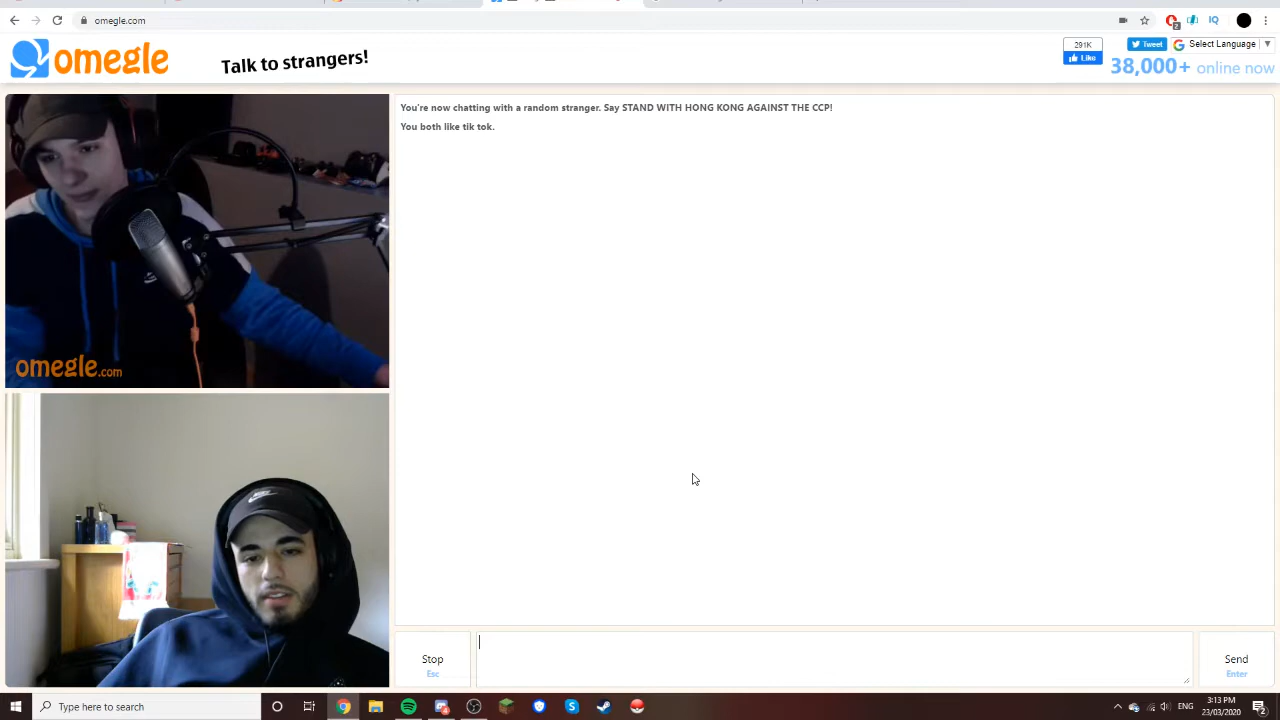 omegle.com
IQ
omegle
Talk to strangers!
291K
Like
Tweet
Select Language
38,000+ online now
You're now chatting with a random stranger. Say STAND WITH HONG KONG AGAINST THE CCP!
You both like tik tok.
omegle.com
Stop
Esc
Send
Enter
Type here to search
ENG
3:13 PM
23/03/2020
2